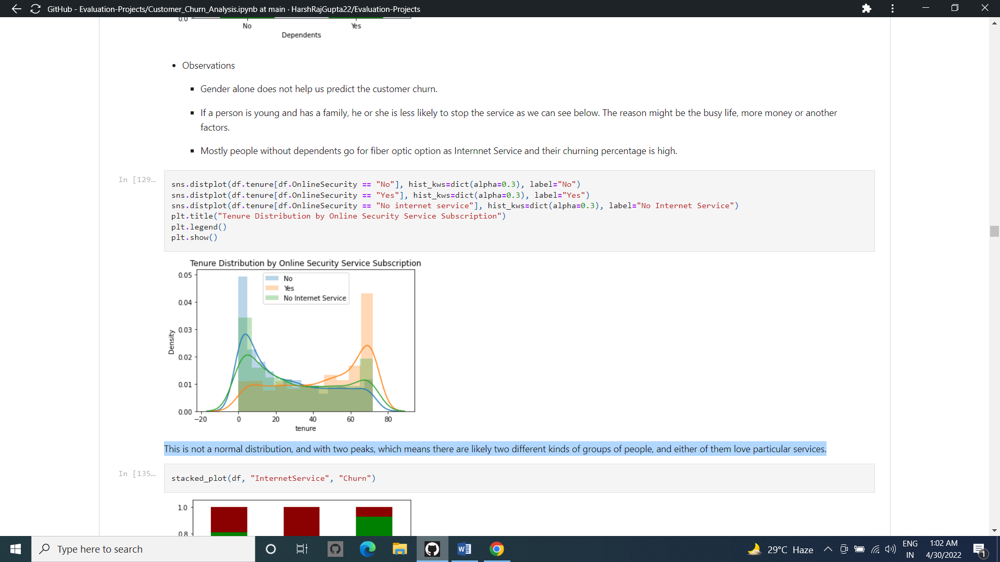 GitHub - Evaluation-Projects/Customer_Churn_Analysis.ipynb at main · HarshRajGupta22/Evaluation-Projects
0.0
No Yes
Dependents
• Observations
▪ Gender alone does not help us predict the customer churn.
▪ If a person is young and has a family, he or she is less likely to stop the service as we can see below. The reason might be the busy life, more money or another
factors.
▪ Mostly people without dependents go for fiber optic option as Internnet Service and their churning percentage is high.
In [129…
sns.distplot(df.tenure[df.OnlineSecurity == "No"], hist_kws=dict(alpha=0.3), label="No")
sns.distplot(df.tenure[df.OnlineSecurity == "Yes"], hist_kws=dict(alpha=0.3), label="Yes")
sns.distplot(df.tenure[df.OnlineSecurity == "No internet service"], hist_kws=dict(alpha=0.3), label="No Internet Service")
plt.title("Tenure Distribution by Online Security Service Subscription")
plt.legend()
plt.show()
Tenure Distribution by Online Security Service Subscription
No
Yes
No Internet Service
0.05
0.04
0.03
0.02
0.01
0.00
Density
−20 0 20 40 60 80
tenure
This is not a normal distribution, and with two peaks, which means there are likely two different kinds of groups of people, and either of them love particular services.
In [135…
stacked_plot(df, "InternetService", "Churn")
1.0
0.8
Type here to search
29°C Haze
ENG
IN
1:02 AM
4/30/2022
1